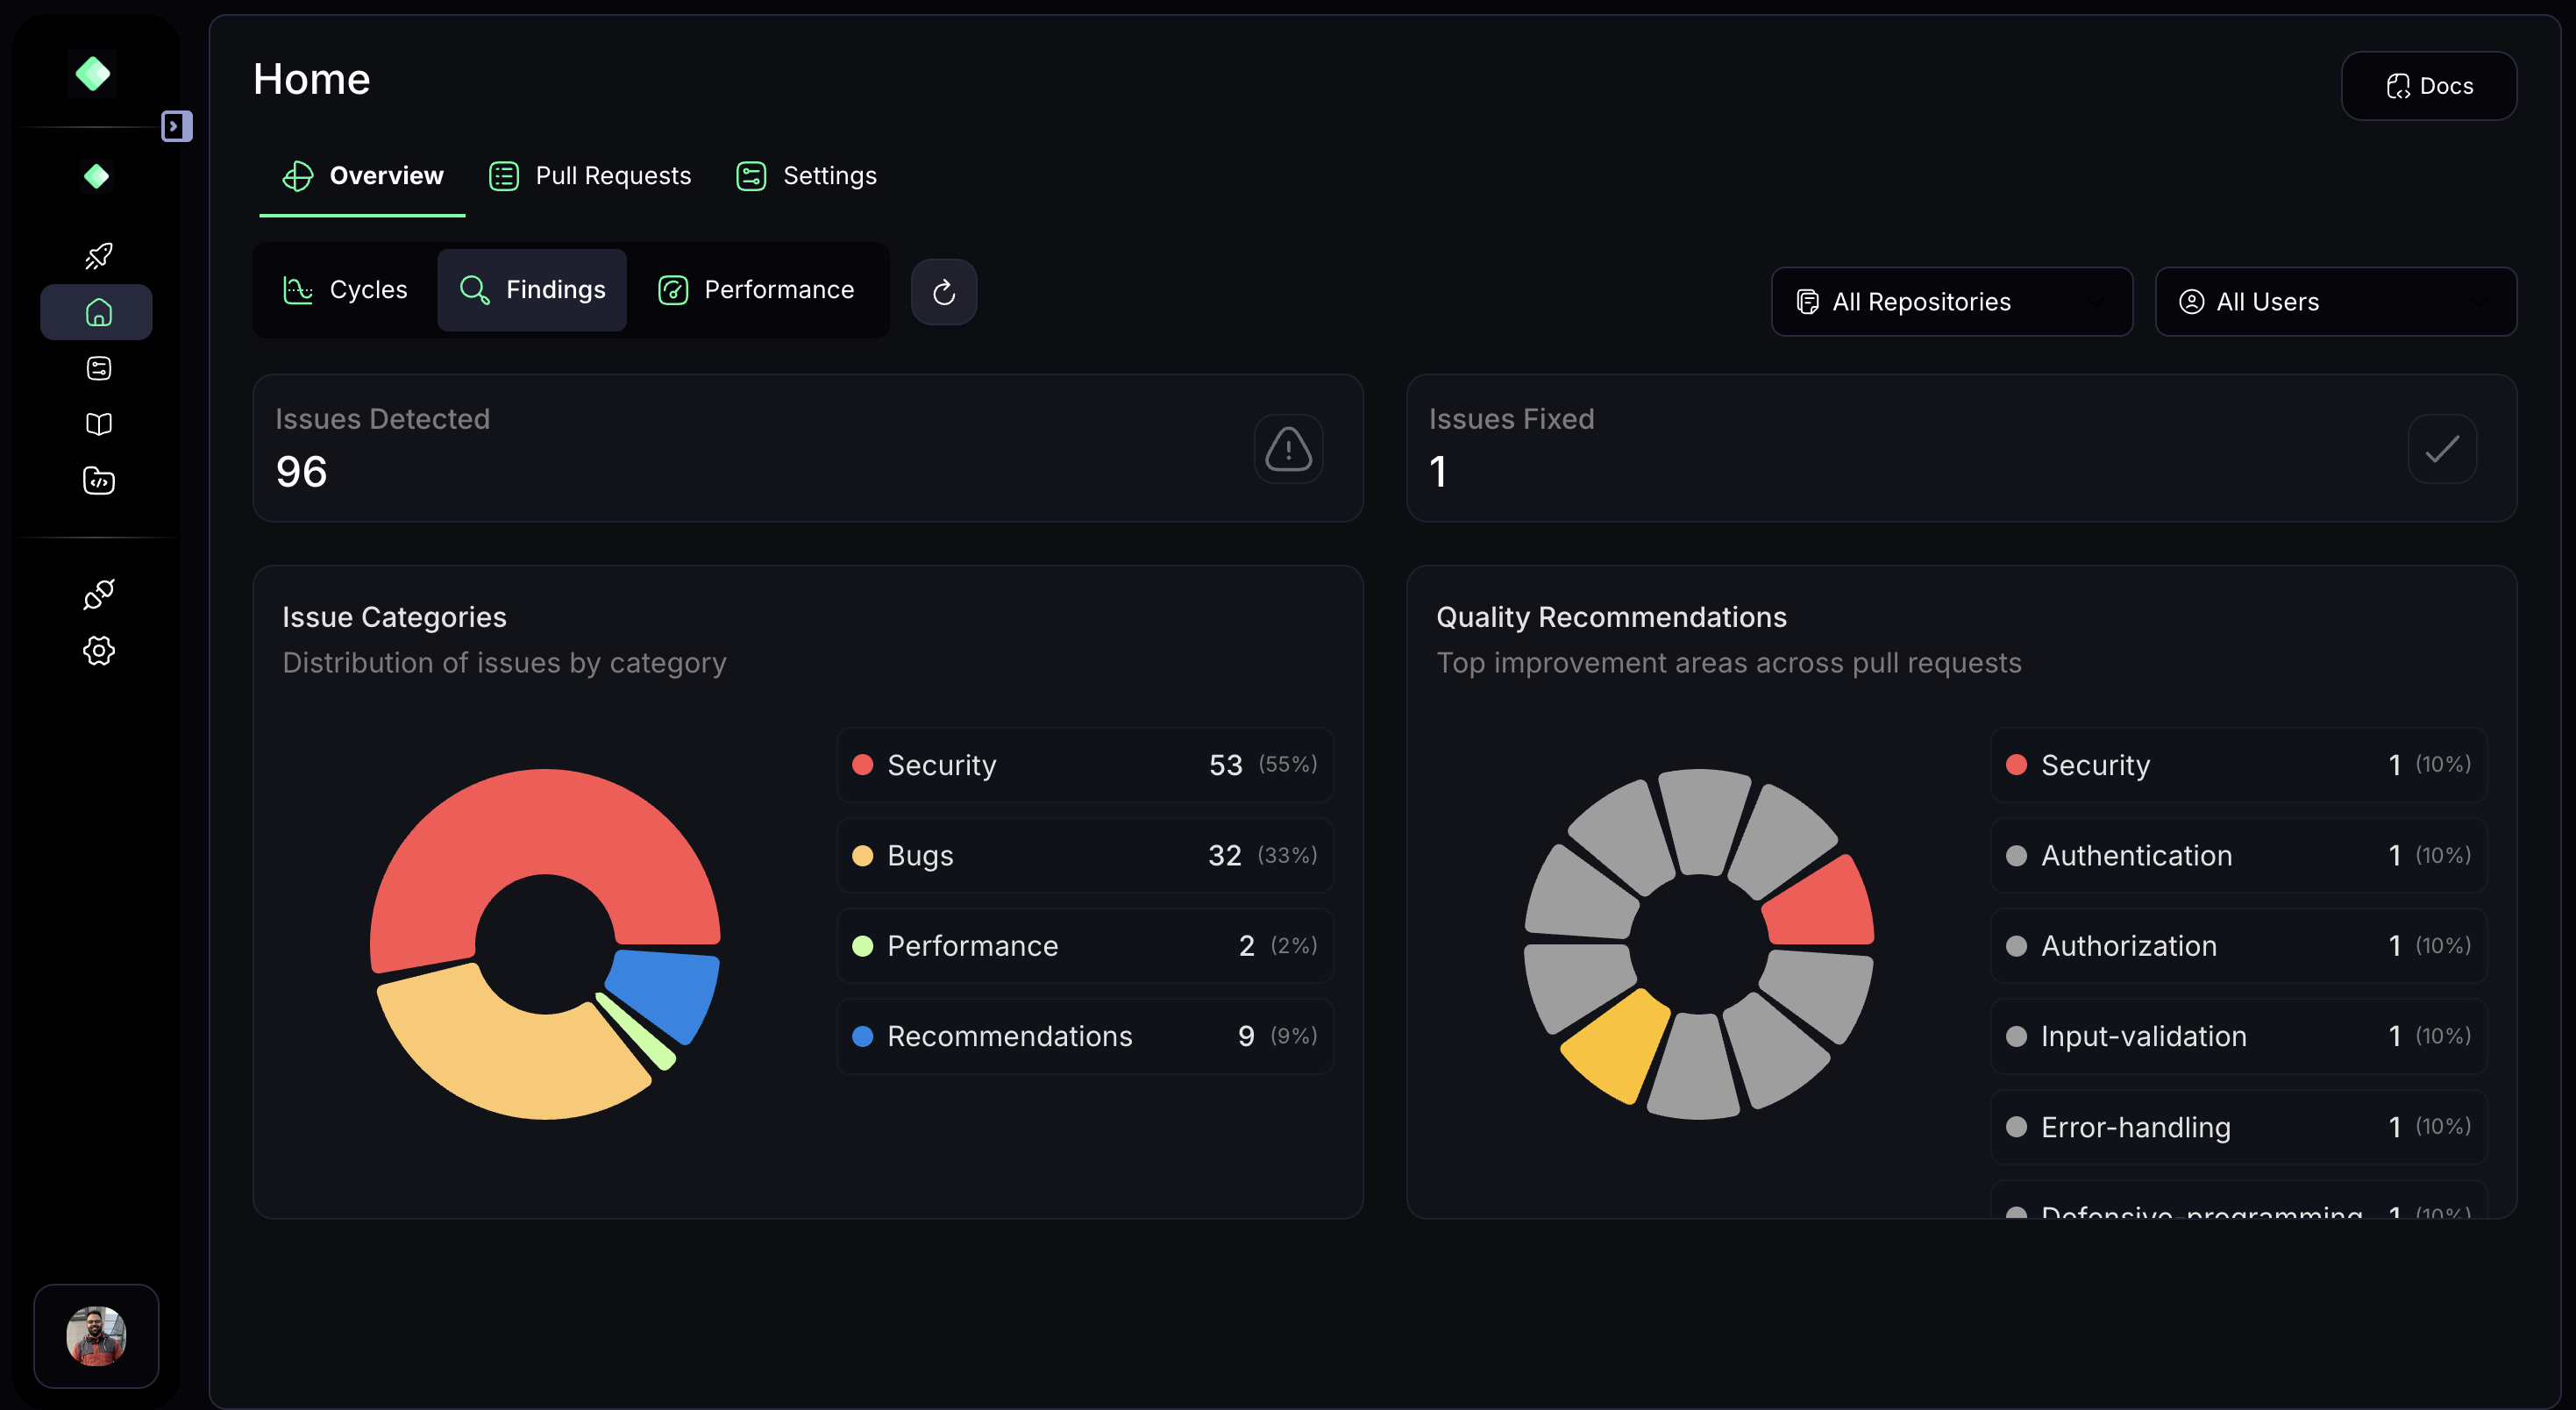 Home
Docs
Overview
Pull Requests
Settings
Cycles
Findings
Performance
All Repositories
All Users
Issues Detected
96
Issues Fixed
1
Issue Categories
Distribution of issues by category
Security 53 (55%)
Bugs 32 (33%)
Performance 2 (2%)
Recommendations 9 (9%)
Quality Recommendations
Top improvement areas across pull requests
Security 1 (10%)
Authentication 1 (10%)
Authorization 1 (10%)
Input-validation 1 (10%)
Error-handling 1 (10%)
Defensive-programming 1 (10%)